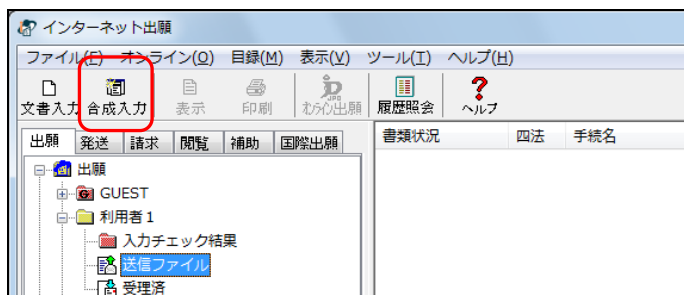 インターネット出願
ファイル(F) オンライン(O) 目録(M) 表示(V) ツール(T) ヘルプ(H)
文書入力 合成入力 表示 印刷 オンライン出願 履歴照会 ヘルプ
出願 発送 請求 閲覧 補助 国際出願
書類状況 四法 手続名
出願
GUEST
利用者1
入力チェック結果
送信ファイル
受理済